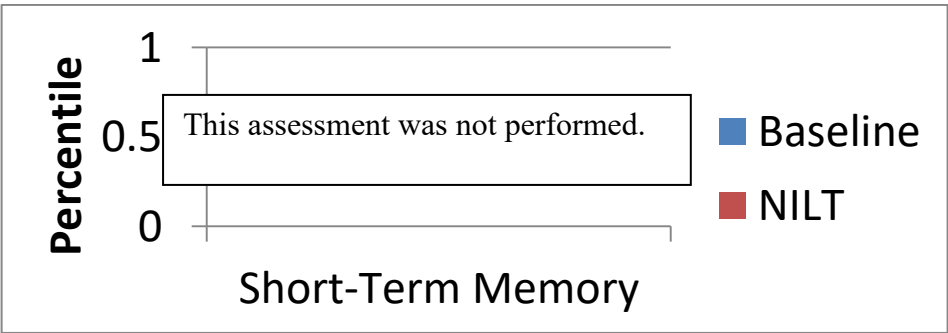 Percentile
1
0.5
0
This assessment was not performed.
Short-Term Memory
Baseline
NILT